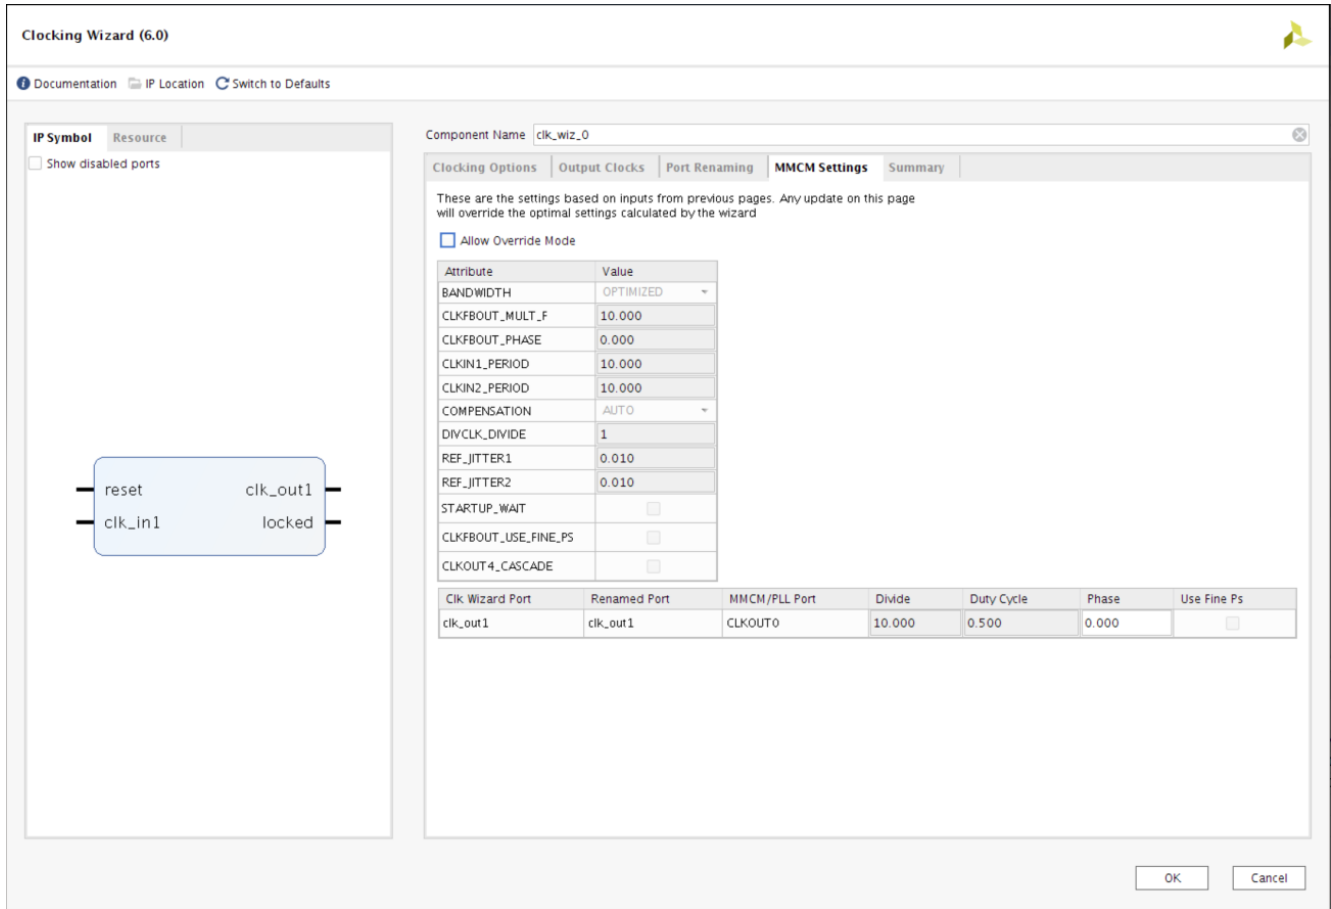 Clocking Wizard (6.0)
Documentation IP Location Switch to Defaults
IP Symbol Resource
Show disabled ports
reset clk_out1
clk_in1 locked
Component Name clk_wiz_0
Clocking Options Output Clocks Port Renaming MMCM Settings Summary
These are the settings based on inputs from previous pages. Any update on this page
will override the optimal settings calculated by the wizard
Allow Override Mode
Attribute Value
BANDWIDTH OPTIMIZED
CLKFBOUT_MULT_F 10.000
CLKFBOUT_PHASE 0.000
CLKIN1_PERIOD 10.000
CLKIN2_PERIOD 10.000
COMPENSATION AUTO
DIVCLK_DIVIDE 1
REF_JITTER1 0.010
REF_JITTER2 0.010
STARTUP_WAIT
CLKFBOUT_USE_FINE_PS
CLKOUT4_CASCADE
Clk Wizard Port Renamed Port MMCM/PLL Port Divide Duty Cycle Phase Use Fine Ps
clk_out1 clk_out1 CLKOUT0 10.000 0.500 0.000
OK Cancel